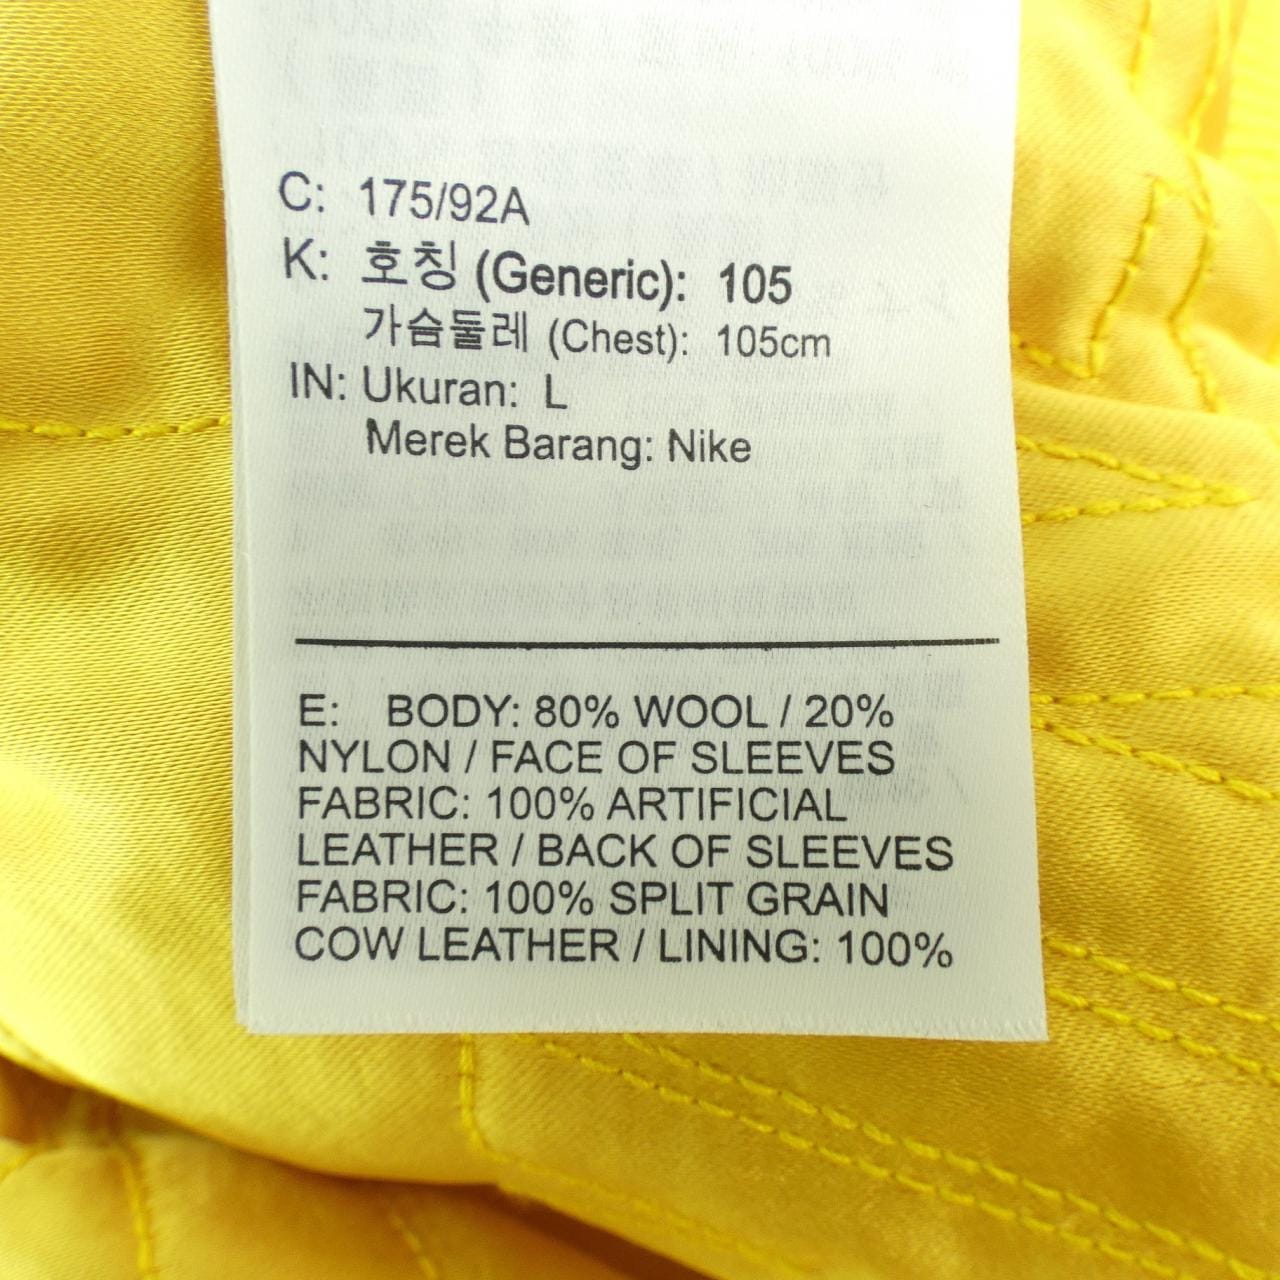 C: 175/92A
K: 호칭 (Generic): 105
가슴둘레 (Chest): 105cm
IN: Ukuran: L
Merek Barang: Nike
E: BODY: 80% WOOL / 20%
NYLON / FACE OF SLEEVES
FABRIC: 100% ARTIFICIAL
LEATHER / BACK OF SLEEVES
FABRIC: 100% SPLIT GRAIN
COW LEATHER / LINING: 100%